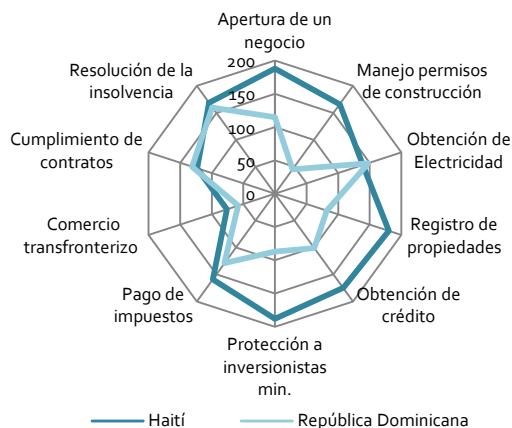 Apertura de un
negocio
Manejo permisos
de construcción
Obtención de
Electricidad
Registro de
propiedades
Obtención de
crédito
Protección a
inversionistas
min.
Pago de
impuestos
Comercio
transfronterizo
Cumplimiento de
contratos
Resolución de la
insolvencia
200
150
100
50
0
Haití
República Dominicana